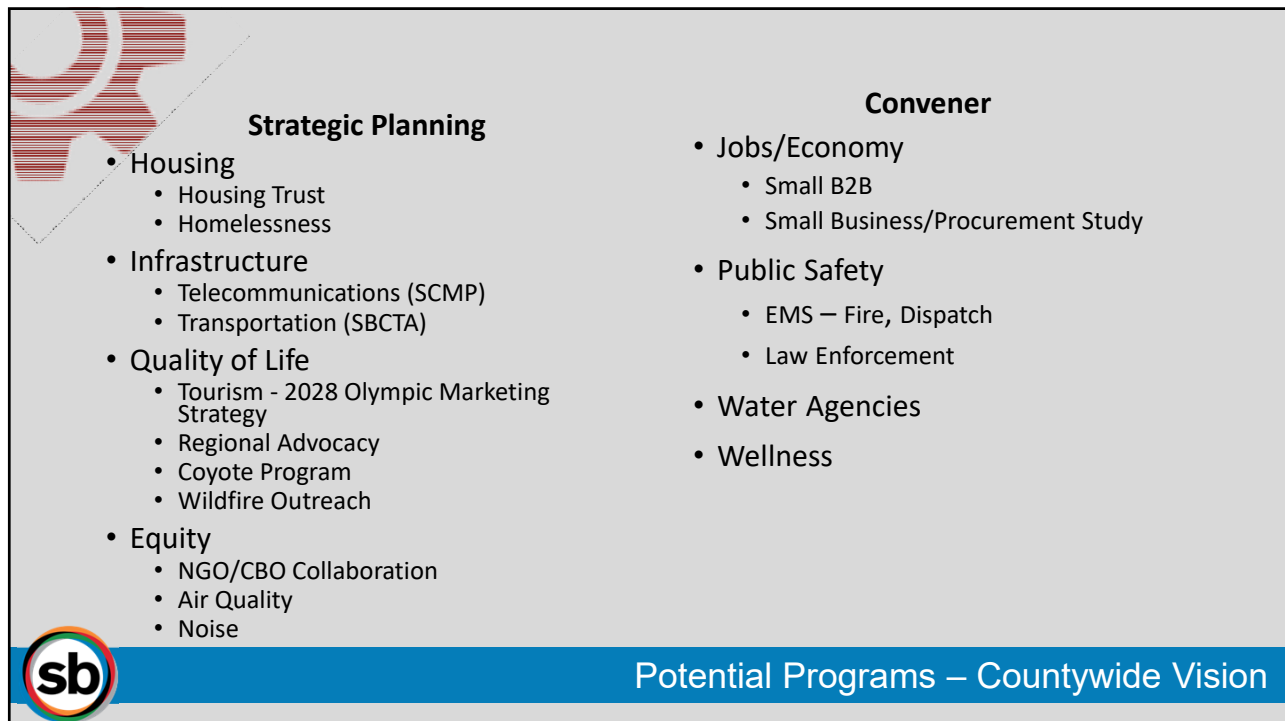 Strategic Planning
• Housing
• Housing Trust
• Homelessness
• Infrastructure
• Telecommunications (SCMP)
• Transportation (SBCTA)
• Quality of Life
• Tourism - 2028 Olympic Marketing
Strategy
• Regional Advocacy
• Coyote Program
• Wildfire Outreach
• Equity
• NGO/CBO Collaboration
• Air Quality
• Noise
Convener
• Jobs/Economy
• Small B2B
• Small Business/Procurement Study
• Public Safety
• EMS – Fire, Dispatch
• Law Enforcement
• Water Agencies
• Wellness
sb
Potential Programs – Countywide Vision